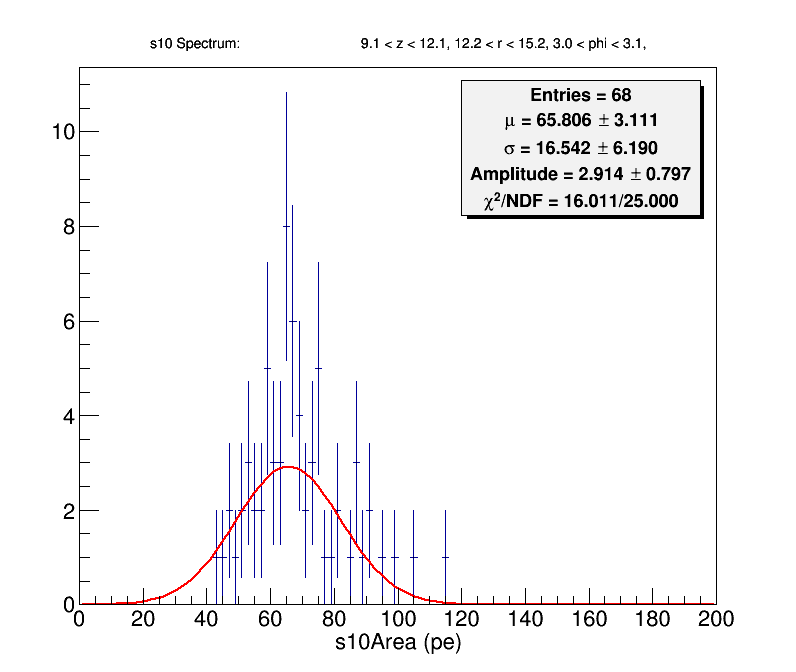 s10 Spectrum: 9.1 < z < 12.1, 12.2 < r < 15.2, 3.0 < phi < 3.1,
Entries = 68
μ = 65.806 ± 3.111
σ = 16.542 ± 6.190
Amplitude = 2.914 ± 0.797
χ²/NDF = 16.011/25.000
10
8
6
4
2
0
0 20 40 60 80 100 120 140 160 180 200
s10Area (pe)